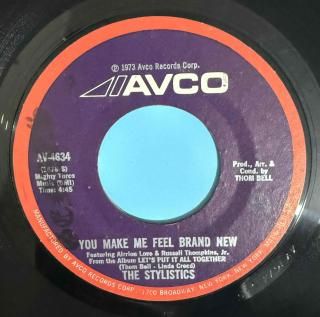 ℗ 1973 Avco Records Corp.
AVCO
AV-4634
Mighty Three
Music (BMI)
Time: 4:45
Prod., Arr. &
Cond. by
THOM BELL
YOU MAKE ME FEEL BRAND NEW
Featuring Airrion Love & Russell Thompkins, Jr.
From the Album LET'S PUT IT ALL TOGETHER
(Thom Bell - Linda Creed)
THE STYLISTICS
MANUFACTURED BY AVCO RECORDS CORP. BROADWAY, NEW YORK, N.Y.